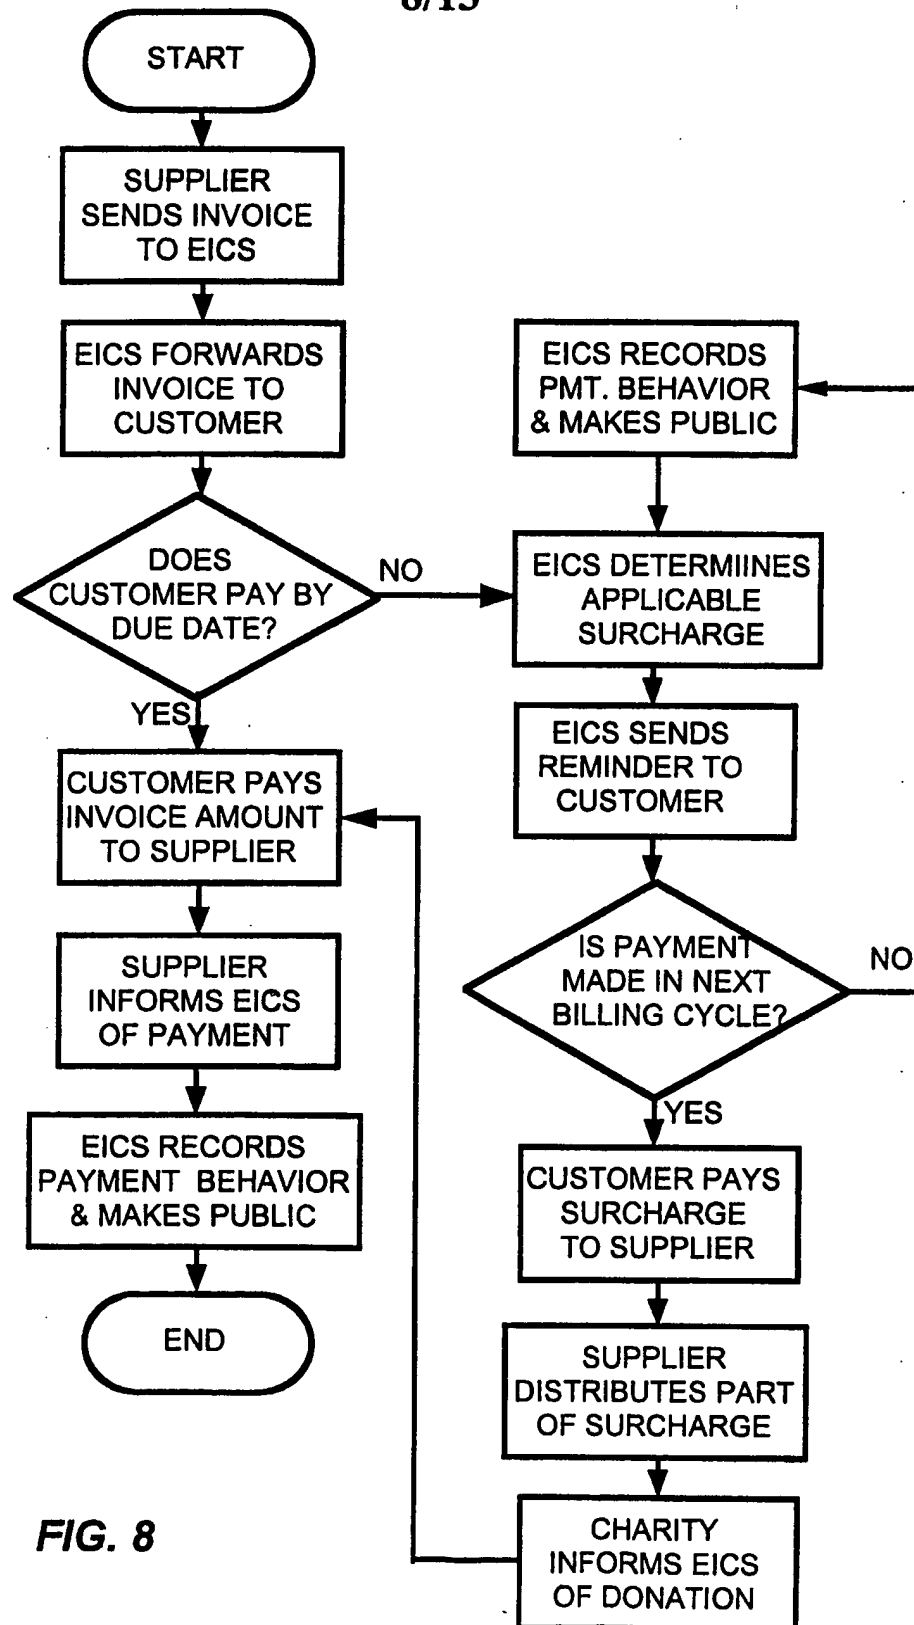 START
SUPPLIER
SENDS INVOICE
TO EICS
EICS FORWARDS
INVOICE TO
CUSTOMER
DOES
CUSTOMER PAY BY
DUE DATE?
NO
YES
CUSTOMER PAYS
INVOICE AMOUNT
TO SUPPLIER
SUPPLIER
INFORMS EICS
OF PAYMENT
EICS RECORDS
PAYMENT BEHAVIOR
& MAKES PUBLIC
END
EICS RECORDS
PMT. BEHAVIOR
& MAKES PUBLIC
EICS DETERMIINES
APPLICABLE
SURCHARGE
EICS SENDS
REMINDER TO
CUSTOMER
IS PAYMENT
MADE IN NEXT
BILLING CYCLE?
NO
YES
CUSTOMER PAYS
SURCHARGE
TO SUPPLIER
SUPPLIER
DISTRIBUTES PART
OF SURCHARGE
CHARITY
INFORMS EICS
OF DONATION
FIG. 8